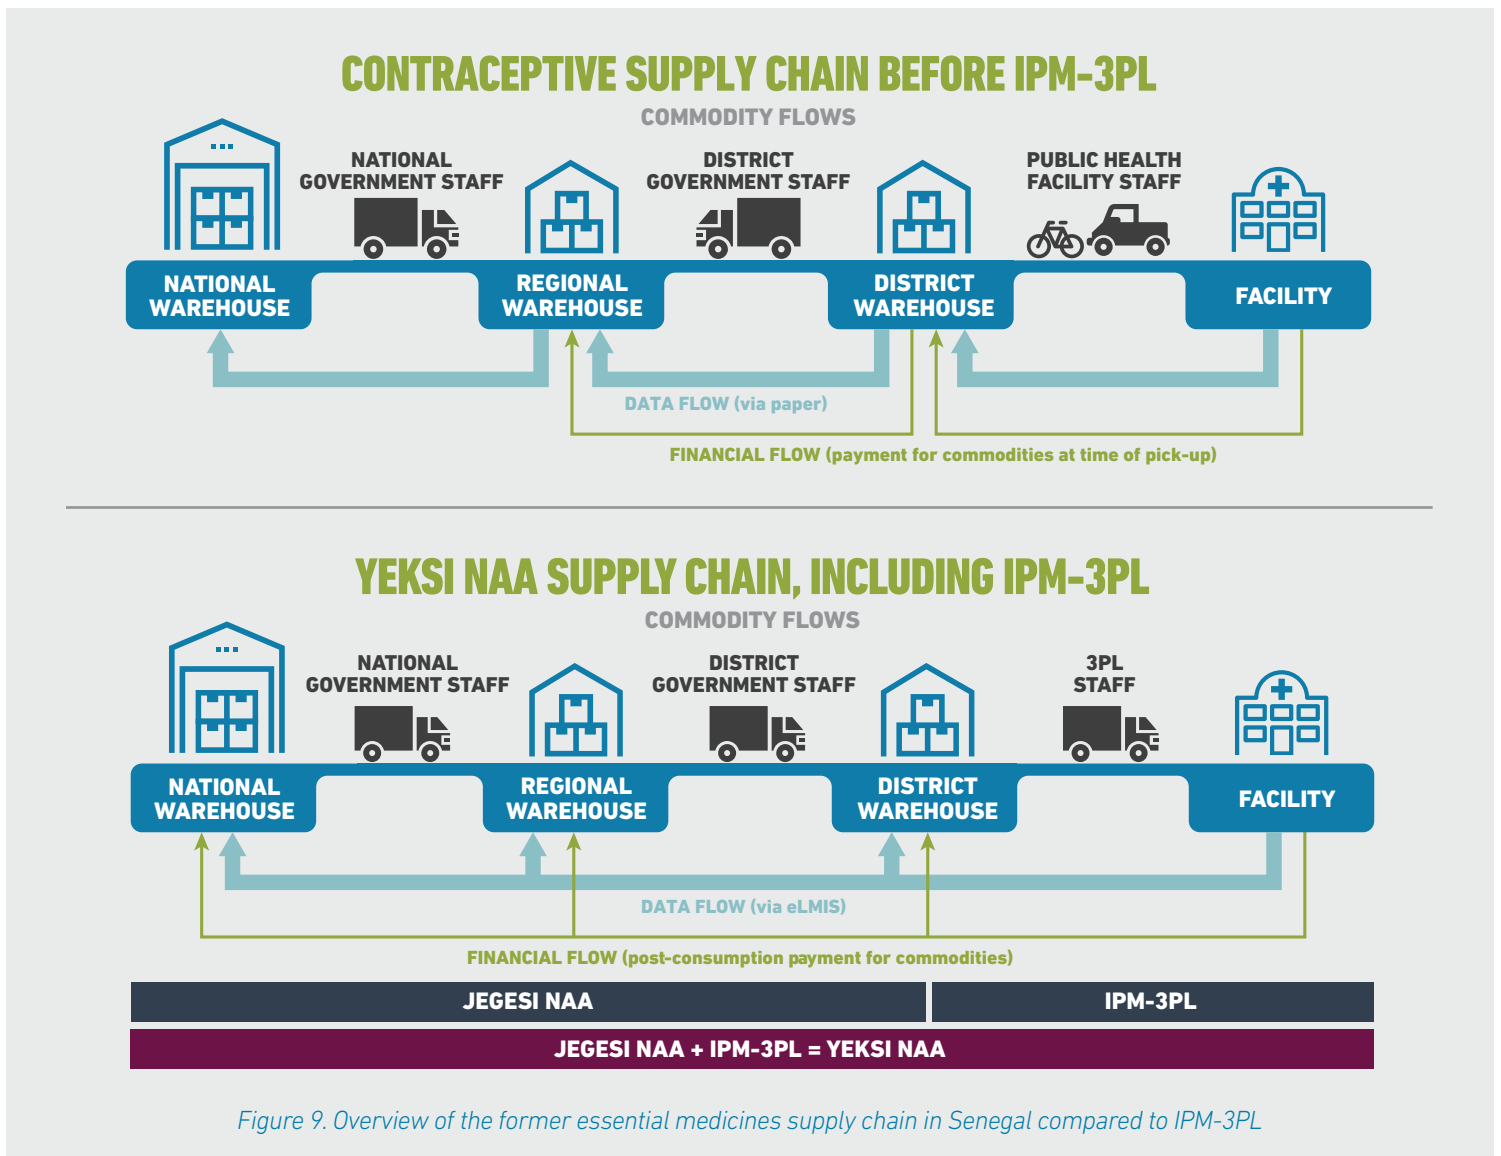 CONTRACEPTIVE SUPPLY CHAIN BEFORE IPM-3PL
COMMODITY FLOWS
NATIONAL
GOVERNMENT STAFF
DISTRICT
GOVERNMENT STAFF
PUBLIC HEALTH
FACILITY STAFF
NATIONAL
WAREHOUSE
REGIONAL
WAREHOUSE
DISTRICT
WAREHOUSE
FACILITY
DATA FLOW (via paper)
FINANCIAL FLOW (payment for commodities at time of pick-up)
YEKSI NAA SUPPLY CHAIN, INCLUDING IPM-3PL
COMMODITY FLOWS
NATIONAL
GOVERNMENT STAFF
DISTRICT
GOVERNMENT STAFF
3PL
STAFF
NATIONAL
WAREHOUSE
REGIONAL
WAREHOUSE
DISTRICT
WAREHOUSE
FACILITY
DATA FLOW (via eLMIS)
FINANCIAL FLOW (post-consumption payment for commodities)
JEGESI NAA
IPM-3PL
JEGESI NAA + IPM-3PL = YEKSI NAA
Figure 9. Overview of the former essential medicines supply chain in Senegal compared to IPM-3PL